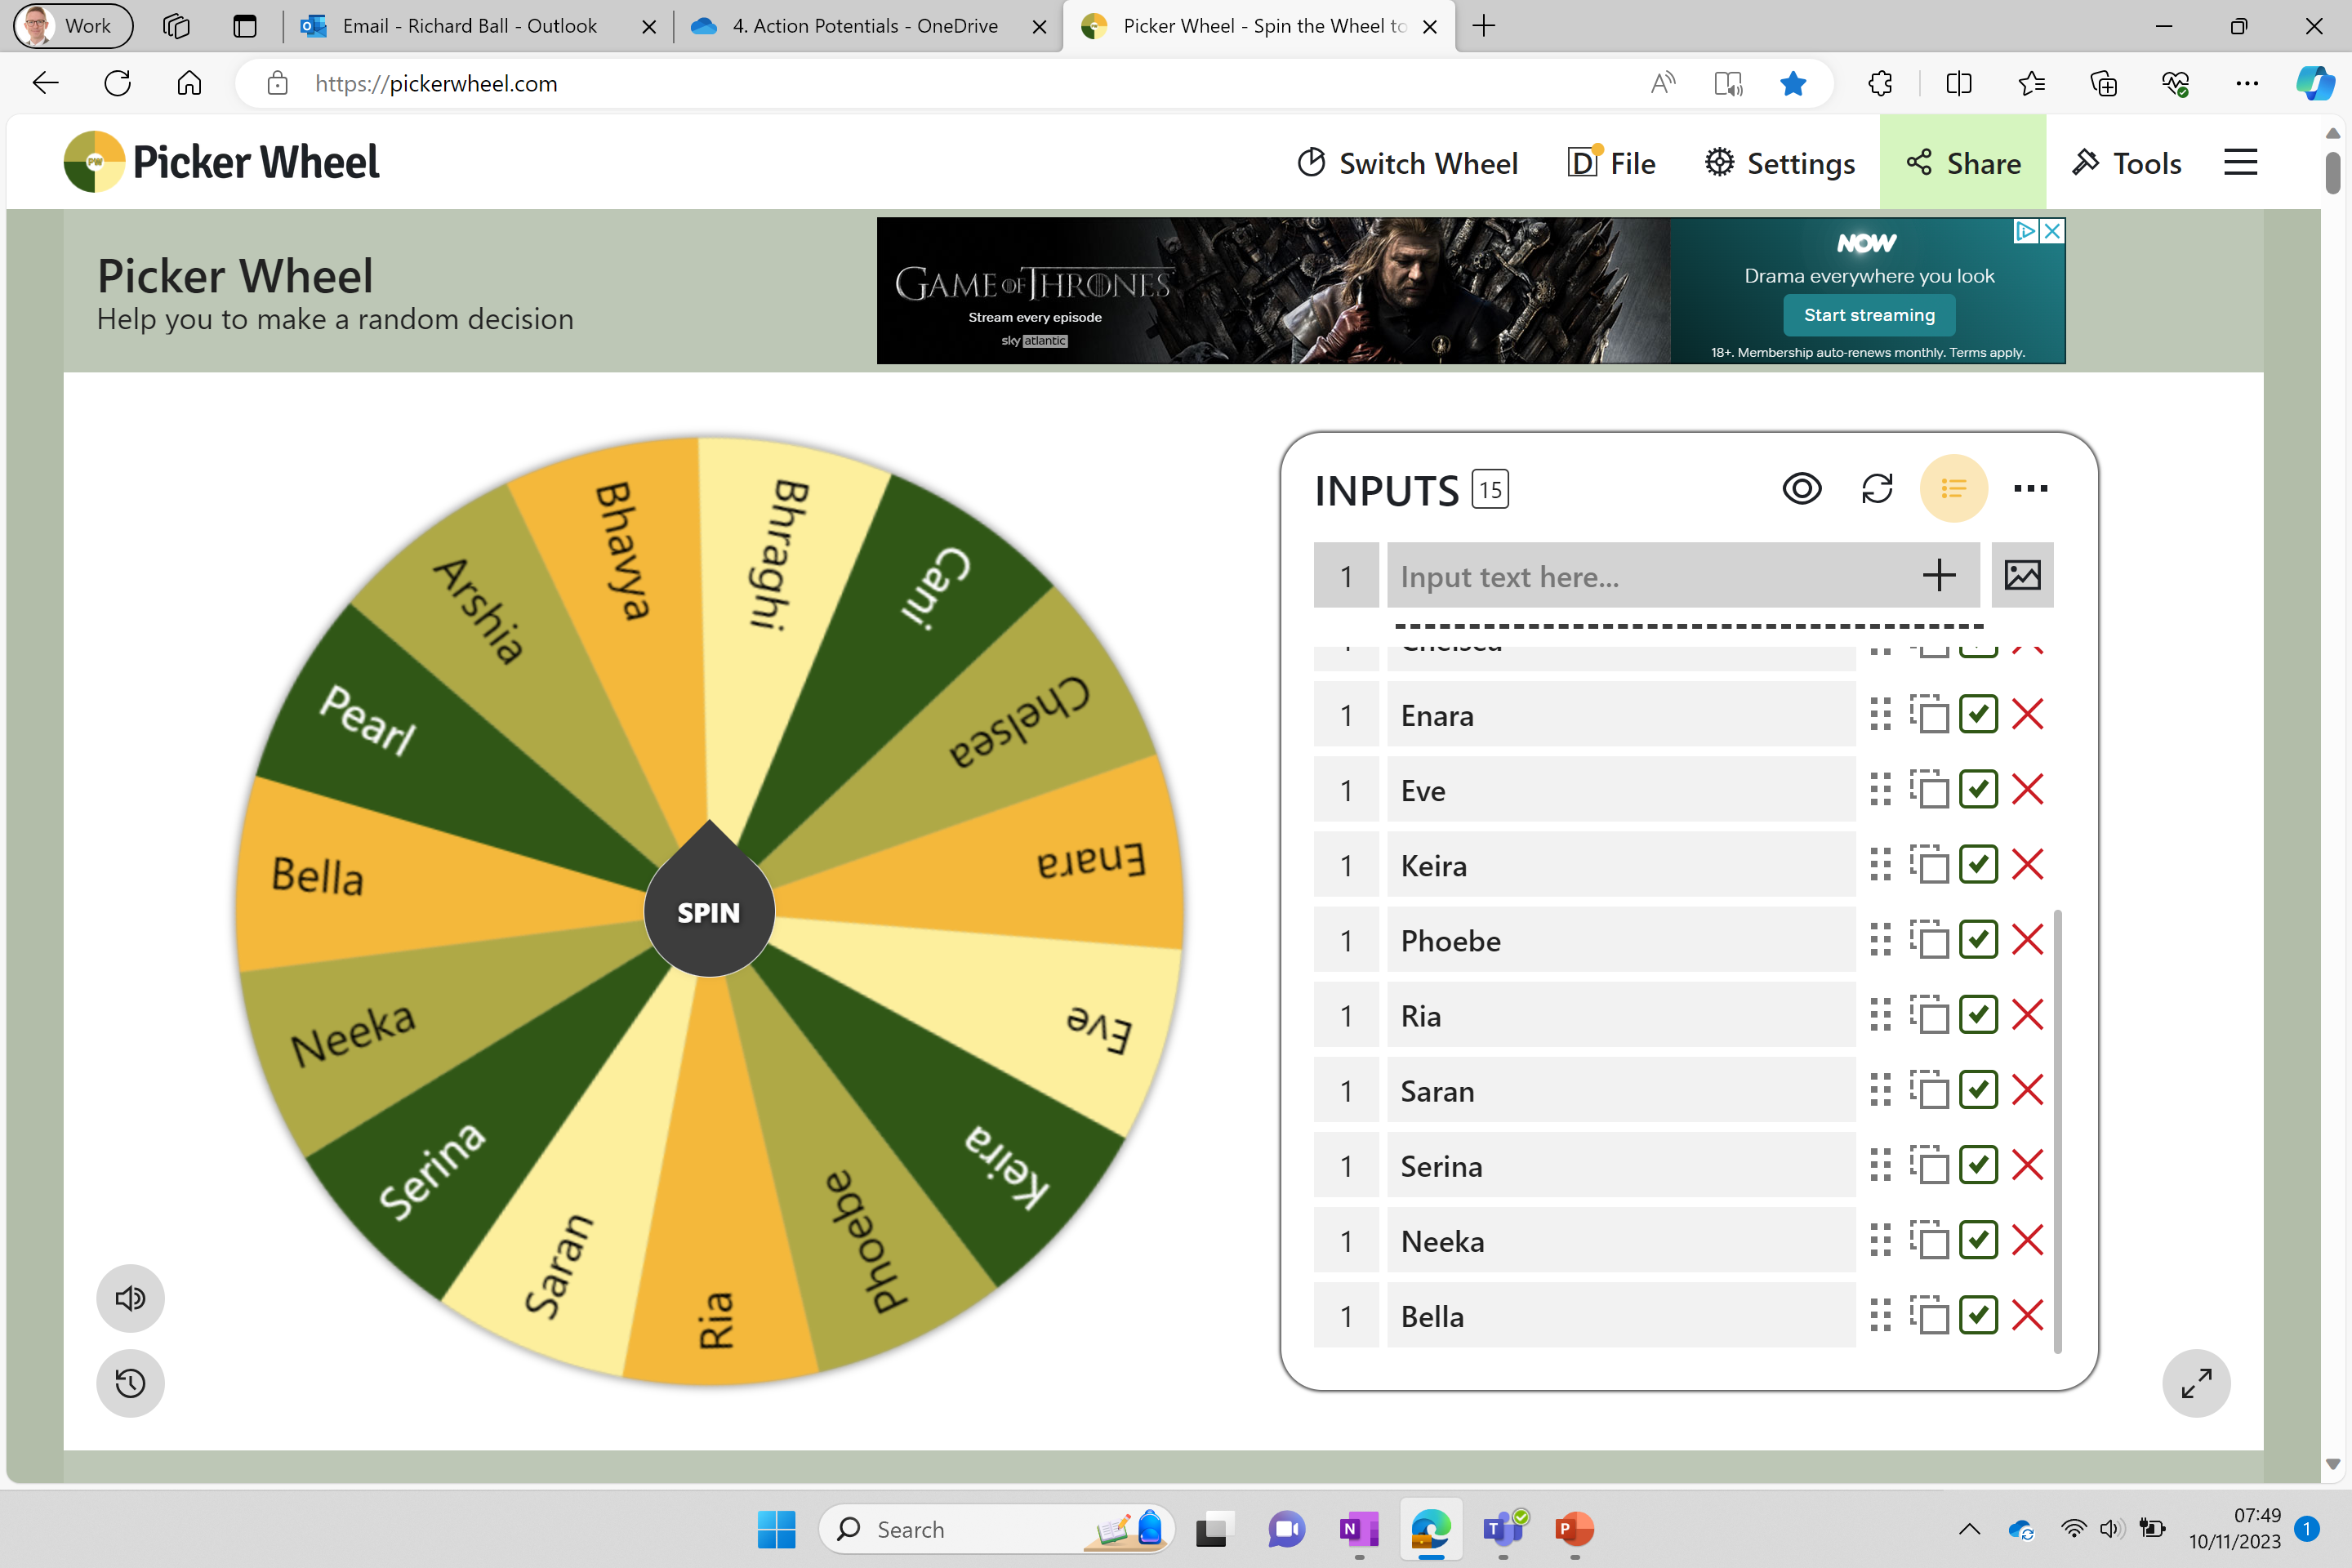 Work
Email - Richard Ball - Outlook
4. Action Potentials - OneDrive
Picker Wheel - Spin the Wheel to
https://pickerwheel.com
PW
Picker Wheel
Switch Wheel
File
Settings
Share
Tools
Picker Wheel
Help you to make a random decision
GAME OF THRONES
Stream every episode
sky atlantic
NOW
Drama everywhere you look
Start streaming
18+. Membership auto-renews monthly. Terms apply.
Bhavya
Bhraghi
Cani
Chelsea
Enara
Eve
Keira
Phoebe
Ria
Saran
Serina
Neeka
Bella
Pearl
Arshia
SPIN
INPUTS 15
1 Input text here...
1 Chelsea
1 Enara
1 Eve
1 Keira
1 Phoebe
1 Ria
1 Saran
1 Serina
1 Neeka
1 Bella
Search
07:49
10/11/2023
1